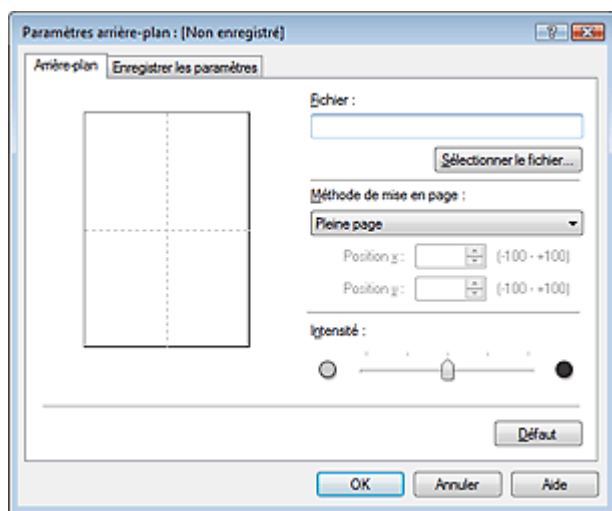 Paramètres arrière-plan : [Non enregistré]
Arrière-plan
Enregistrer les paramètres
Fichier :
Sélectionner le fichier...
Méthode de mise en page :
Pleine page
Position x : (-100 - +100)
Position y : (-100 - +100)
Intensité :
Défaut
OK Annuler Aide